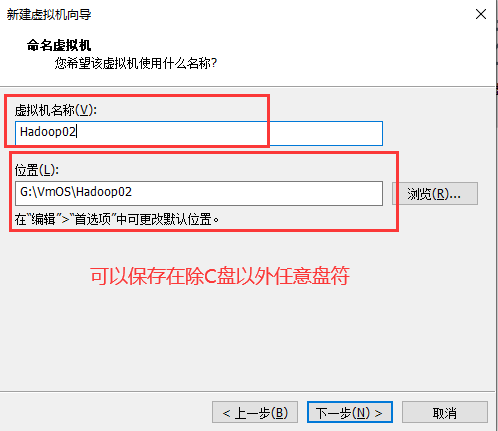 新建虚拟机向导
命名虚拟机
您希望该虚拟机使用什么名称?
虚拟机名称(V):
Hadoop02
位置(L):
G:\VmOS\Hadoop02
浏览(R)...
在“编辑”>“首选项”中可更改默认位置。
可以保存在除C盘以外任意盘符
< 上一步(B)
下一步(N) >
取消